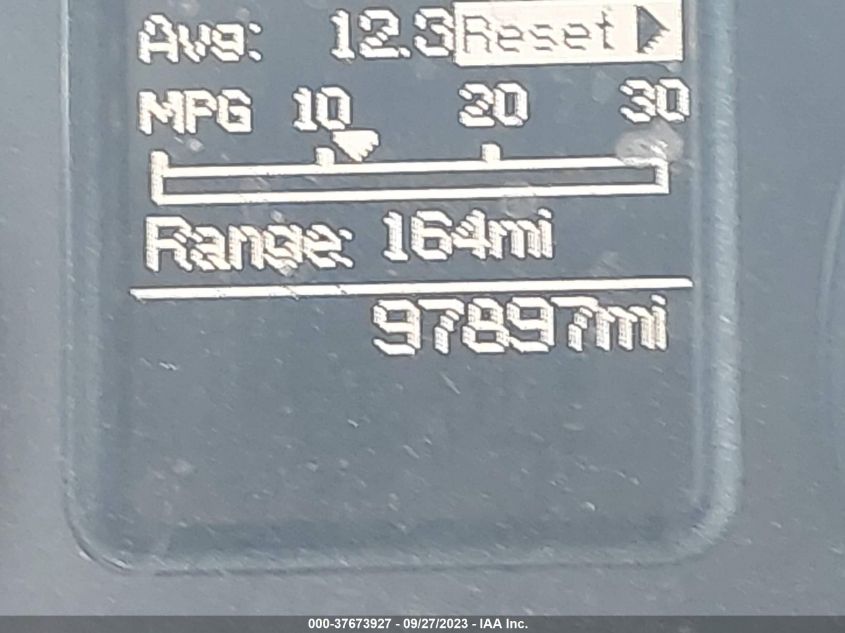 Avg: 12.3 Reset
MPG 10 20 30
Range: 164mi
97897mi
000-37673927 - 09/27/2023 - IAA Inc.